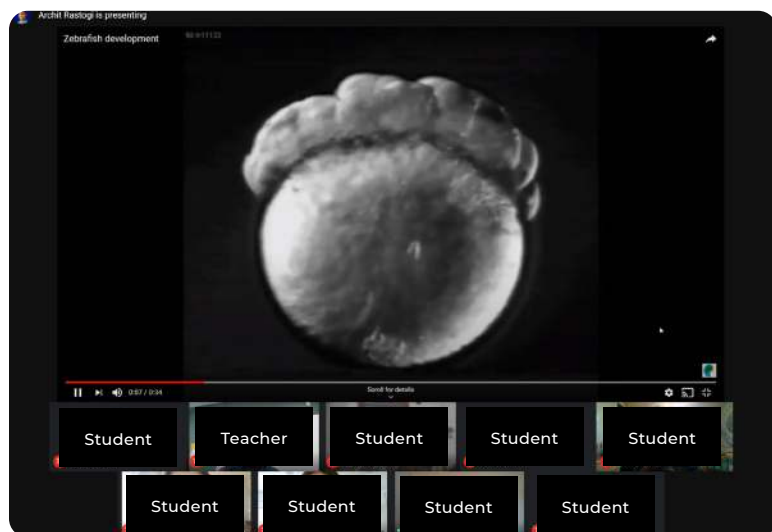 Archit Rastogi is presenting
Zebrafish development
0:07 / 0:34
Scroll for details
Student
Teacher
Student
Student
Student
Student
Student
Student
Student